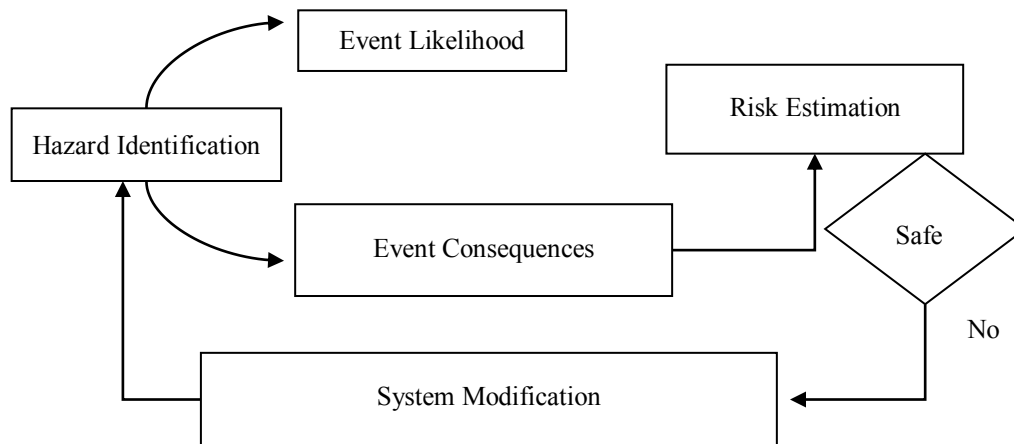 Event Likelihood
Risk Estimation
Hazard Identification
Event Consequences
Safe
No
System Modification